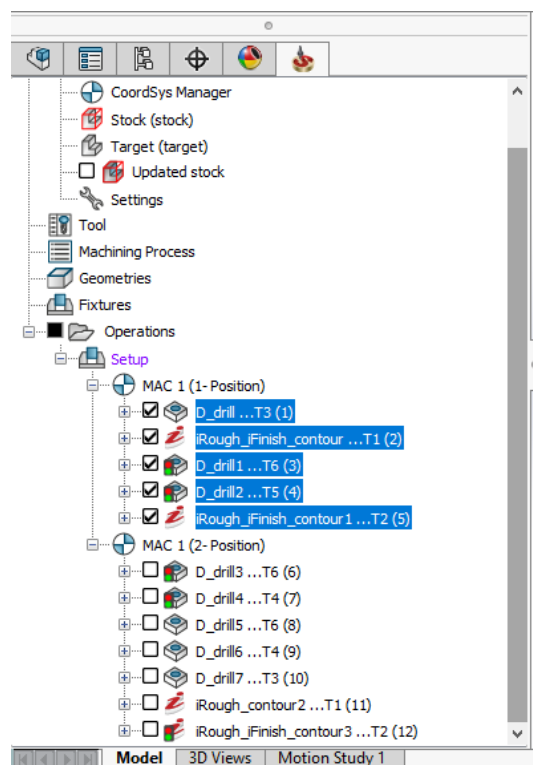 CoordSys Manager
Stock (stock)
Target (target)
Updated stock
Settings
Tool
Machining Process
Geometries
Fixtures
Operations
Setup
MAC 1 (1- Position)
D_drill ...T3 (1)
iRough_iFinish_contour ...T1 (2)
D_drill1 ...T6 (3)
D_drill2 ...T5 (4)
iRough_iFinish_contour1 ...T2 (5)
MAC 1 (2- Position)
D_drill3 ...T6 (6)
D_drill4 ...T4 (7)
D_drill5 ...T6 (8)
D_drill6 ...T4 (9)
D_drill7 ...T3 (10)
iRough_contour2 ...T1 (11)
iRough_iFinish_contour3 ...T2 (12)
Model 3D Views Motion Study 1